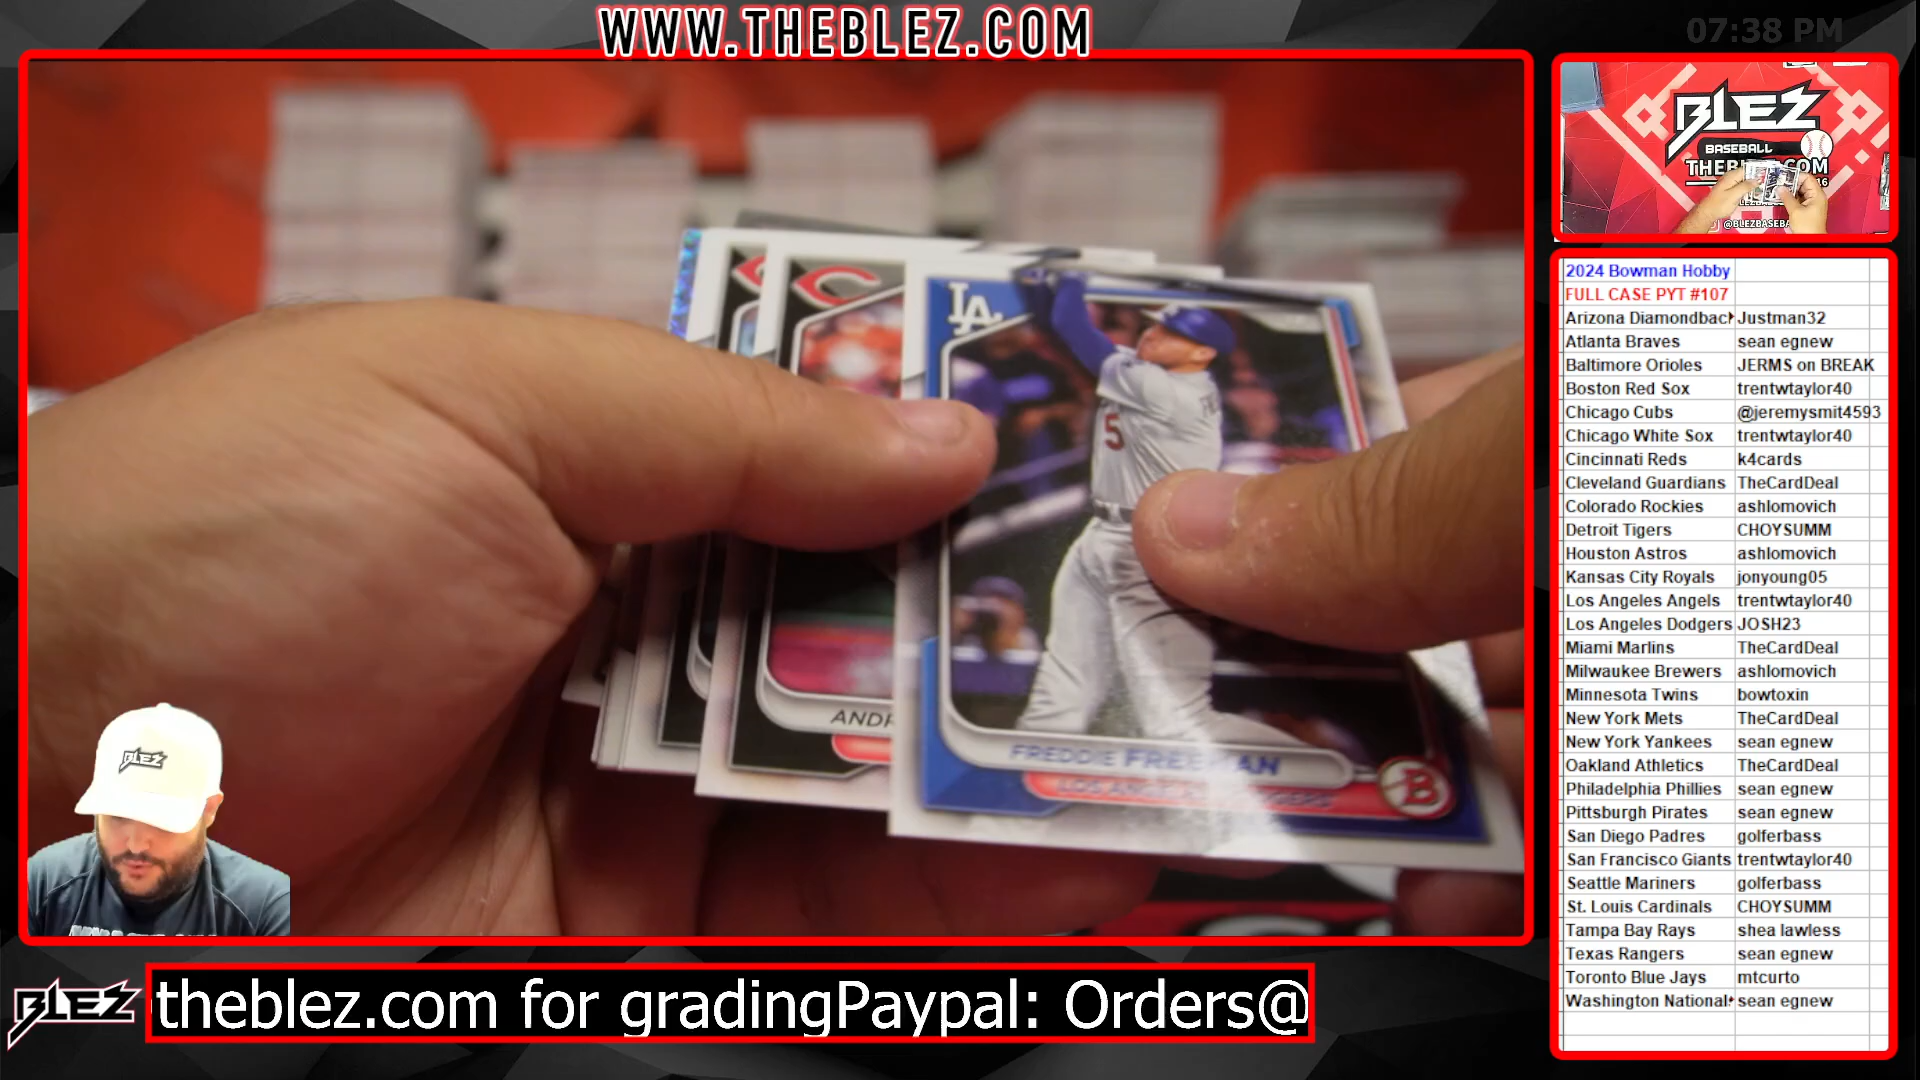 WWW.THEBLEZ.COM
07:38 PM
BLEZ
BASEBALL
2024 Bowman Hobby
FULL CASE PYT #107
Arizona Diamondback Justman32
Atlanta Braves sean egnew
Baltimore Orioles JERMS on BREAK
Boston Red Sox trentwtaylor40
Chicago Cubs @jeremysmit4593
Chicago White Sox trentwtaylor40
Cincinnati Reds k4cards
Cleveland Guardians TheCardDeal
Colorado Rockies ashlomovich
Detroit Tigers CHOYSUMM
Houston Astros ashlomovich
Kansas City Royals jonyoung05
Los Angeles Angels trentwtaylor40
Los Angeles Dodgers JOSH23
Miami Marlins TheCardDeal
Milwaukee Brewers ashlomovich
Minnesota Twins bowtoxin
New York Mets TheCardDeal
New York Yankees sean egnew
Oakland Athletics TheCardDeal
Philadelphia Phillies sean egnew
Pittsburgh Pirates sean egnew
San Diego Padres golferbass
San Francisco Giants trentwtaylor40
Seattle Mariners golferbass
St. Louis Cardinals CHOYSUMM
Tampa Bay Rays shea lawless
Texas Rangers sean egnew
Toronto Blue Jays mtcurto
Washington National sean egnew
LA
C
5
ANDR
FREDDIE FREEMAN
LOS ANGELES DODGERS
B
BLEZ
BLEZ
theblez.com for gradingPaypal: Orders@